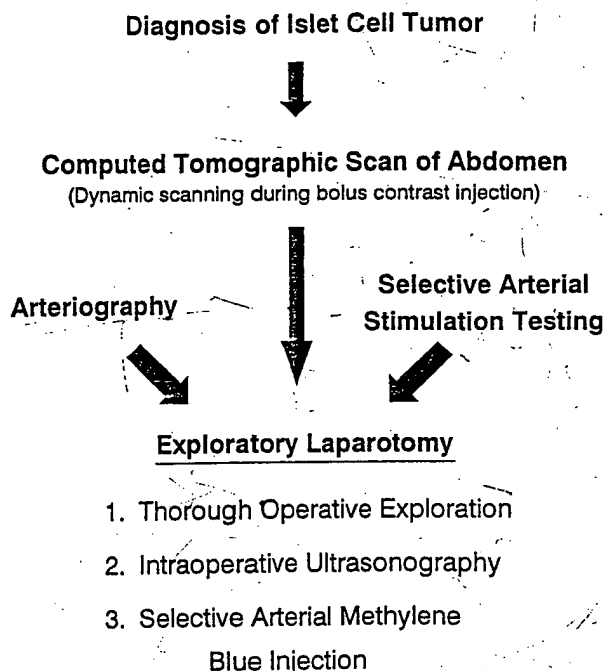 Diagnosis of Islet Cell Tumor
Computed Tomographic Scan of Abdomen
(Dynamic scanning during bolus contrast injection)
Arteriography
Selective Arterial
Stimulation Testing
Exploratory Laparotomy
1. Thorough Operative Exploration
2. Intraoperative Ultrasonography
3. Selective Arterial Methylene
Blue Injection